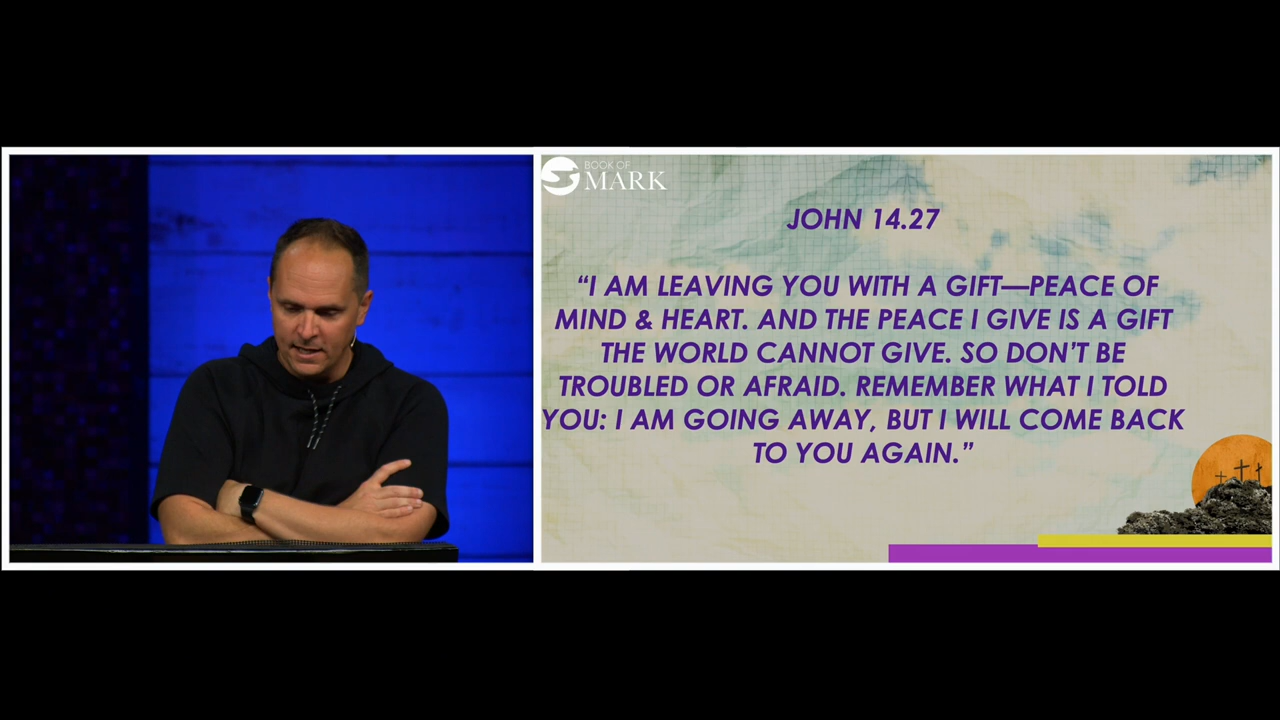 BOOK OF
MARK
JOHN 14.27
“I AM LEAVING YOU WITH A GIFT—PEACE OF
MIND & HEART. AND THE PEACE I GIVE IS A GIFT
THE WORLD CANNOT GIVE. SO DON’T BE
TROUBLED OR AFRAID. REMEMBER WHAT I TOLD
YOU: I AM GOING AWAY, BUT I WILL COME BACK
TO YOU AGAIN.”